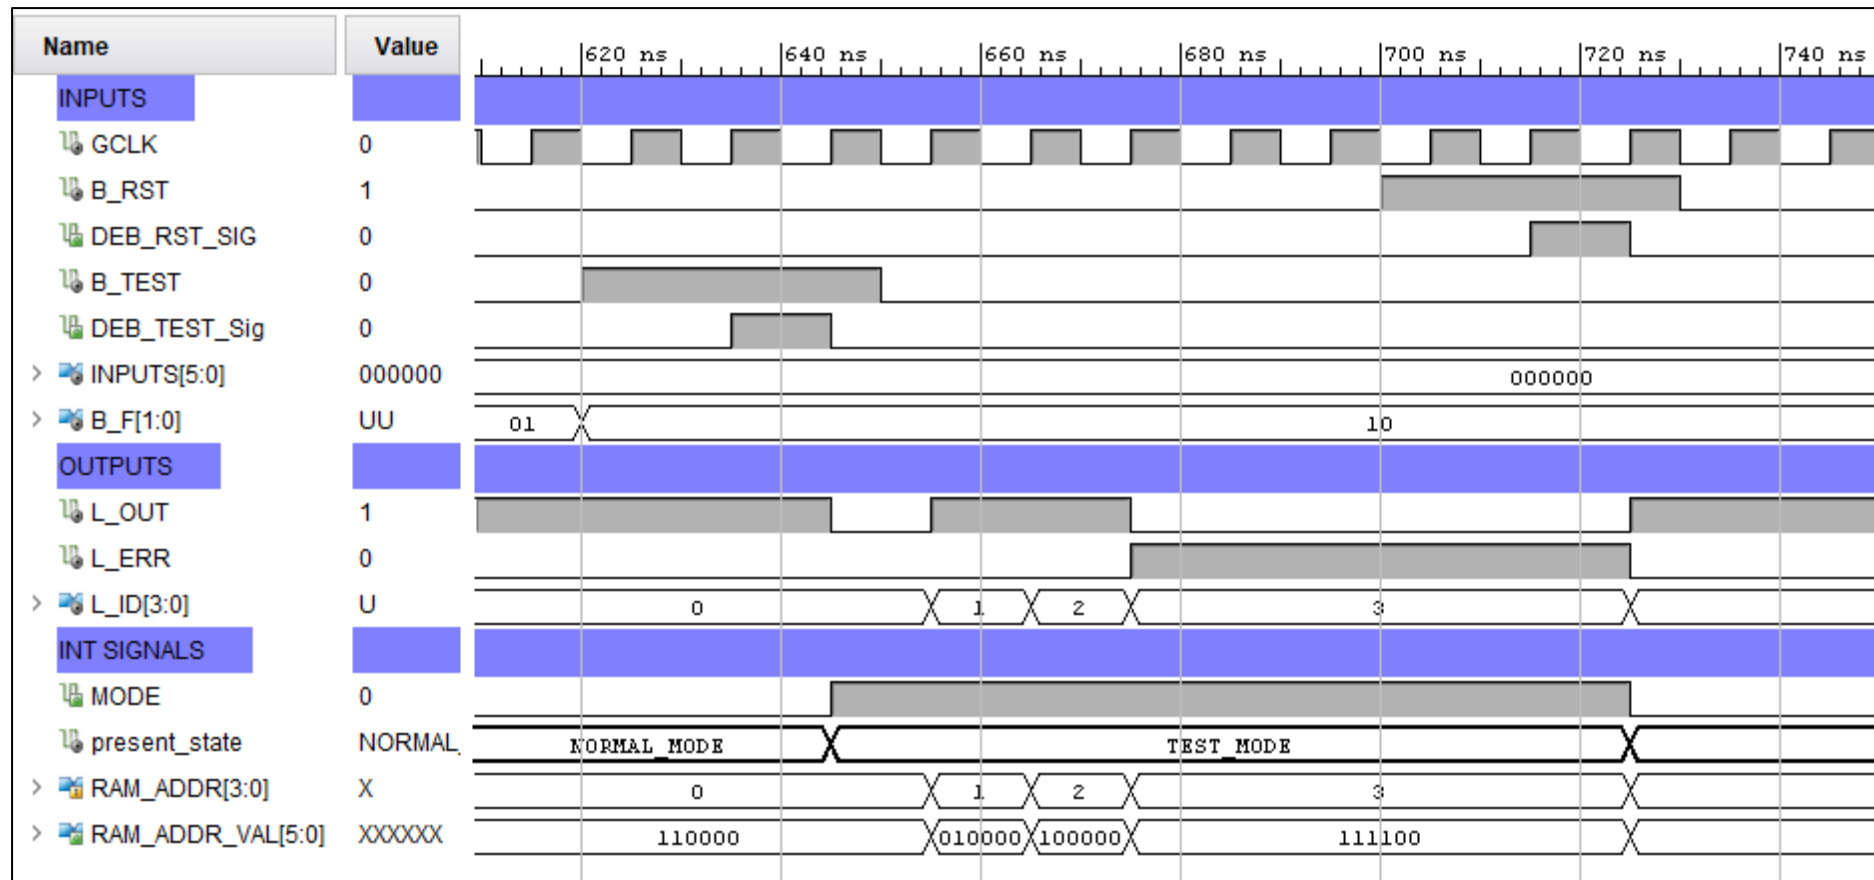 Name Value 620 ns 640 ns 660 ns 680 ns 700 ns 720 ns 740 ns
INPUTS
GCLK 0
B_RST 1
DEB_RST_SIG 0
B_TEST 0
DEB_TEST_Sig 0
INPUTS[5:0] 000000 000000
B_F[1:0] UU 01 10
OUTPUTS
L_OUT 1
L_ERR 0
L_ID[3:0] U 0 1 2 3
INT SIGNALS
MODE 0
present_state NORMAL_ NORMAL_MODE TEST_MODE
RAM_ADDR[3:0] X 0 1 2 3
RAM_ADDR_VAL[5:0] XXXXXX 110000 010000 100000 111100